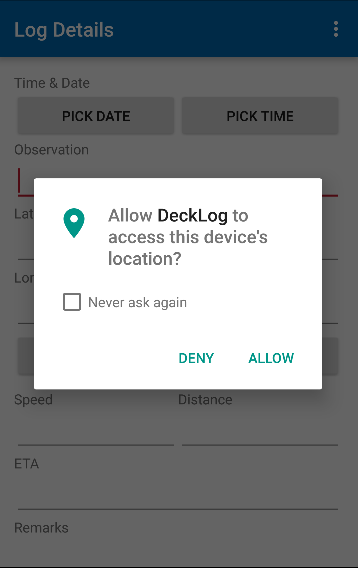 Log Details
Time & Date
PICK DATE
PICK TIME
Observation
Lat
Allow DeckLog to
access this device's
location?
Lon
Never ask again
DENY
ALLOW
Speed
Distance
ETA
Remarks